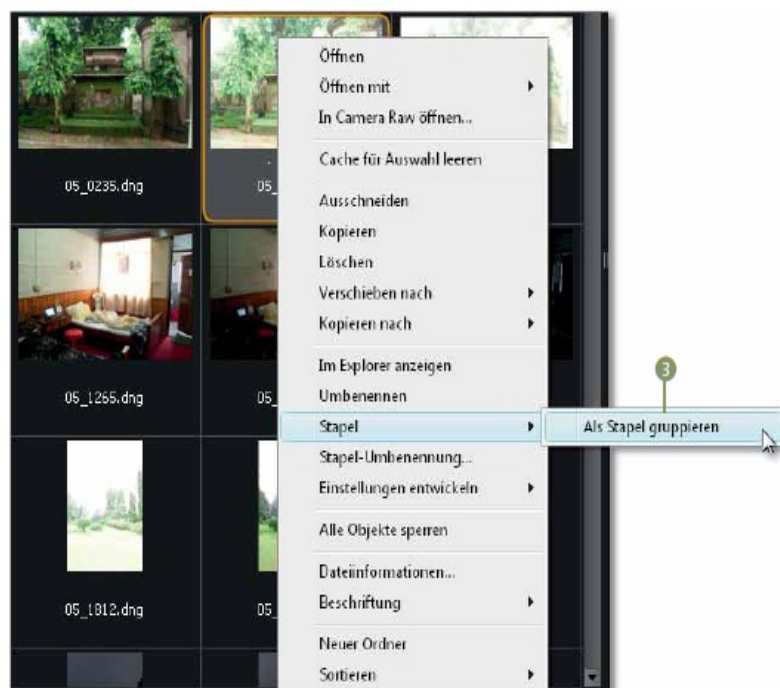 Öffnen
Öffnen mit
In Camera Raw öffnen...
Cache für Auswahl leeren
05_0235.dng
05_
Ausschneiden
Kopieren
Löschen
Verschieben nach
Kopieren nach
Im Explorer anzeigen
3
05_1265.dng
05_
Umbenennen
Stapel
Als Stapel gruppieren
Stapel-Umbenennung...
Einstellungen entwickeln
Alle Objekte sperren
Dateiinformationen...
05_1812.dng
05_
Beschriftung
Neuer Ordner
Sortieren